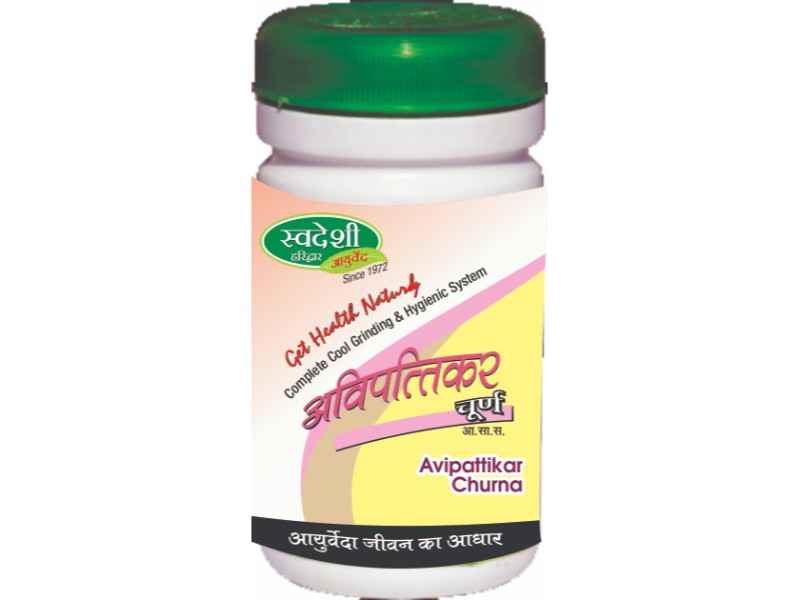 स्वदेशी
हरिद्वार आयुर्वेद
Since 1972
Get Health Naturaly
Complete Cool Grinding & Hygienic System
अविपत्तिकर
चूर्ण
आ.सा.स.
Avipattikar
Churna
आयुर्वेदा जीवन का आधार